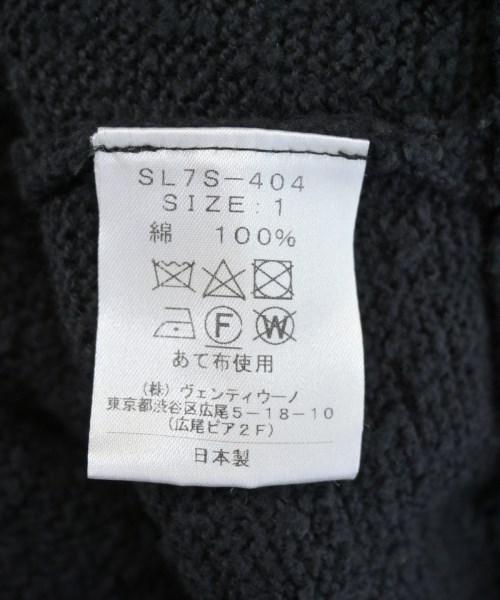 SL7S-404
SIZE:1
綿 100%
F W
あて布使用
(株)ヴェンティウーノ
東京都渋谷区広尾5-18-10
(広尾ピア2F)
日本製